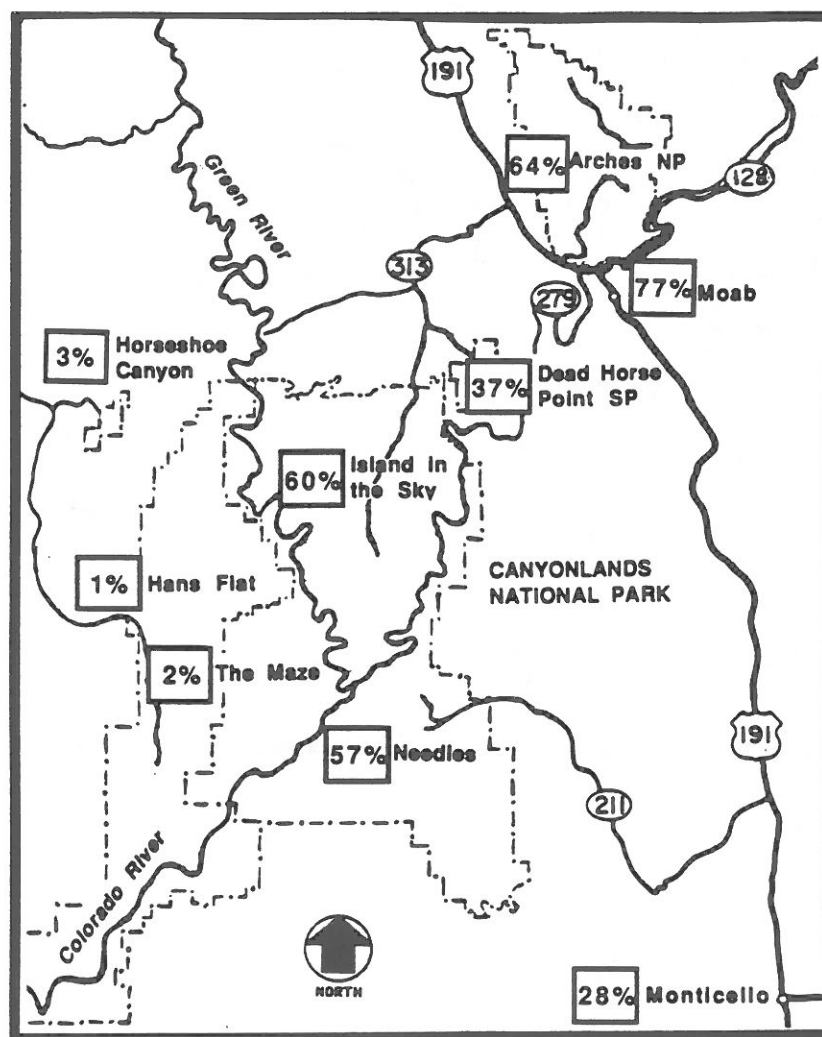 191
Green River
64%
Arches NP
128
313
279
77%
Moab
3%
Horseshoe
Canyon
37%
Dead Horse
Point SP
60%
Island in
the Sky
1%
Hans Flat
CANYONLANDS
NATIONAL PARK
2%
The Maze
57%
Needles
191
211
Colorado River
NORTH
28%
Monticello